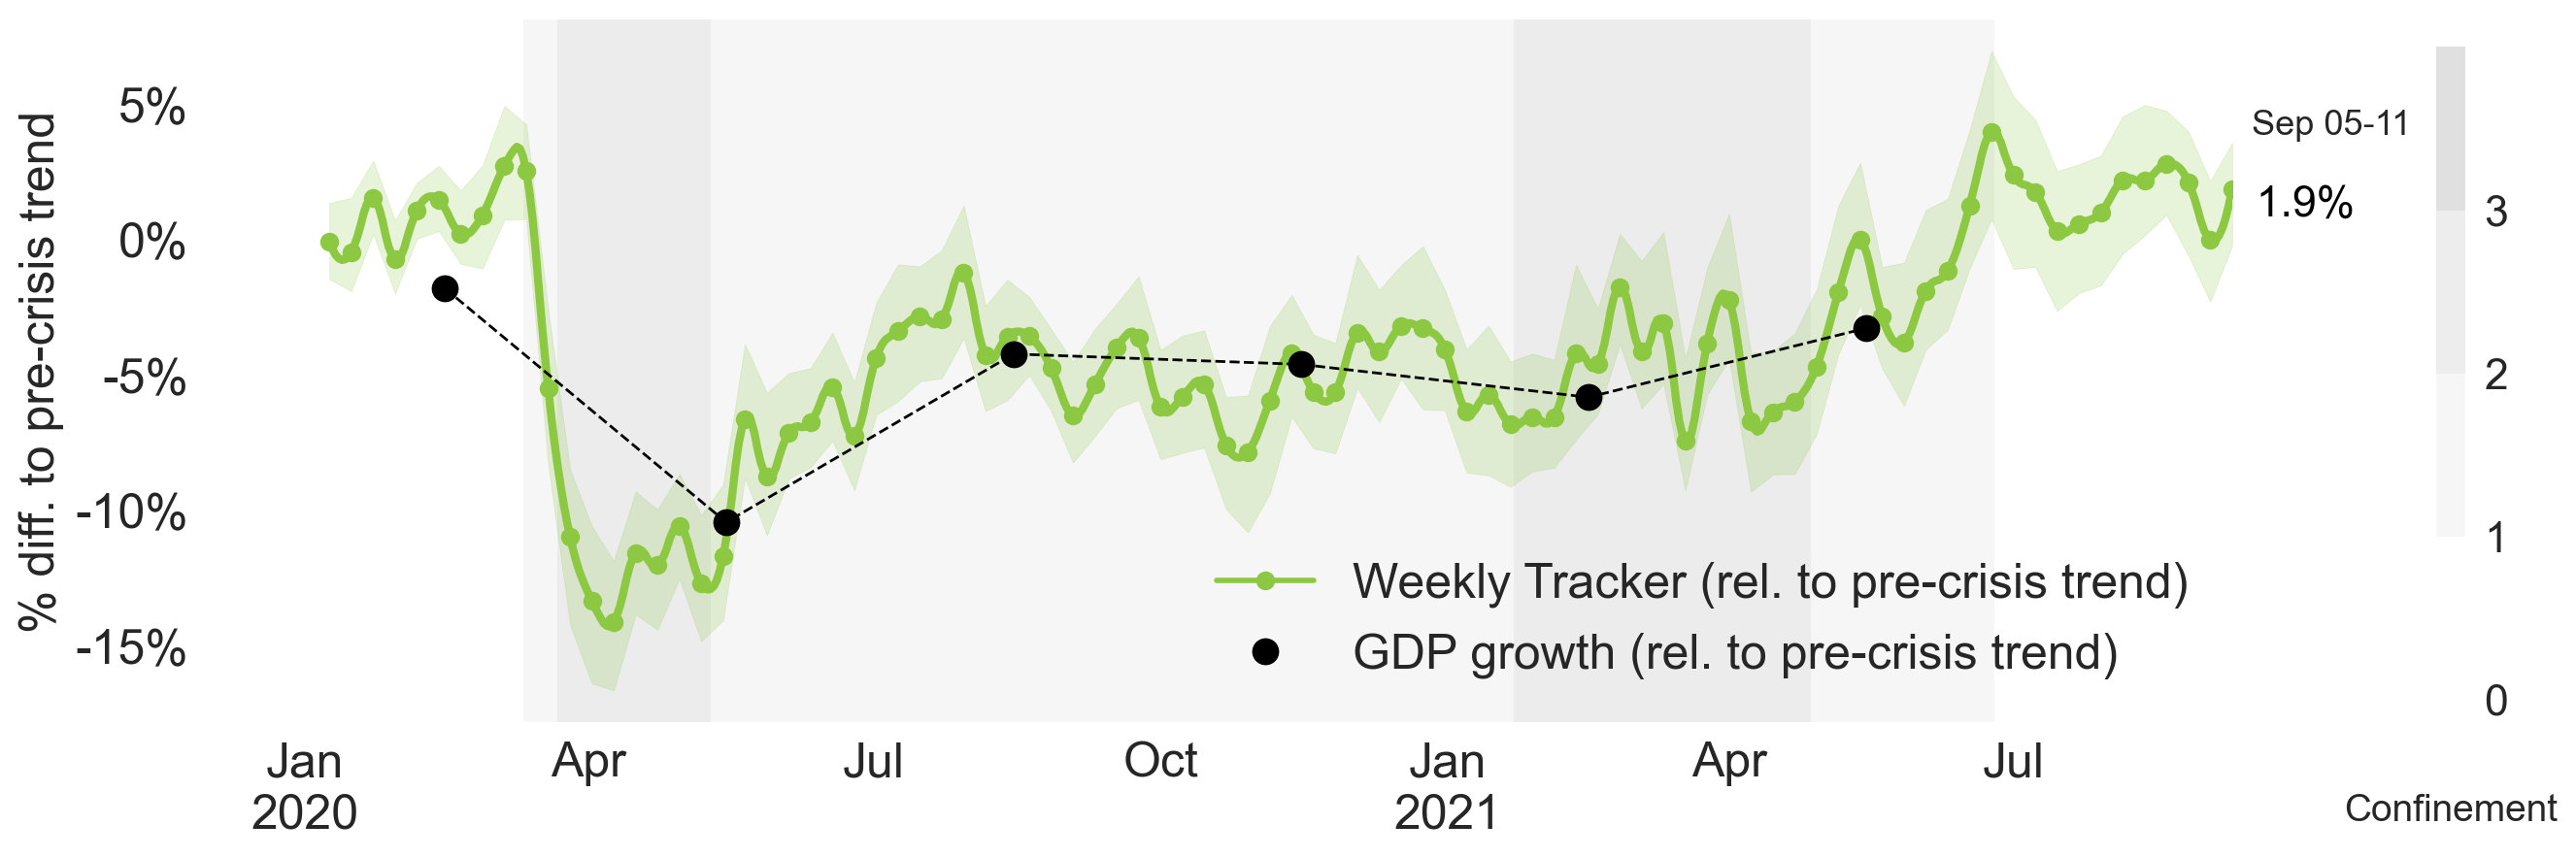 % diff. to pre-crisis trend
5%
0%
-5%
-10%
-15%
Sep 05-11
1.9%
3
2
1
0
Weekly Tracker (rel. to pre-crisis trend)
GDP growth (rel. to pre-crisis trend)
Jan Apr Jul Oct Jan Apr Jul
2020 2021
Confinement